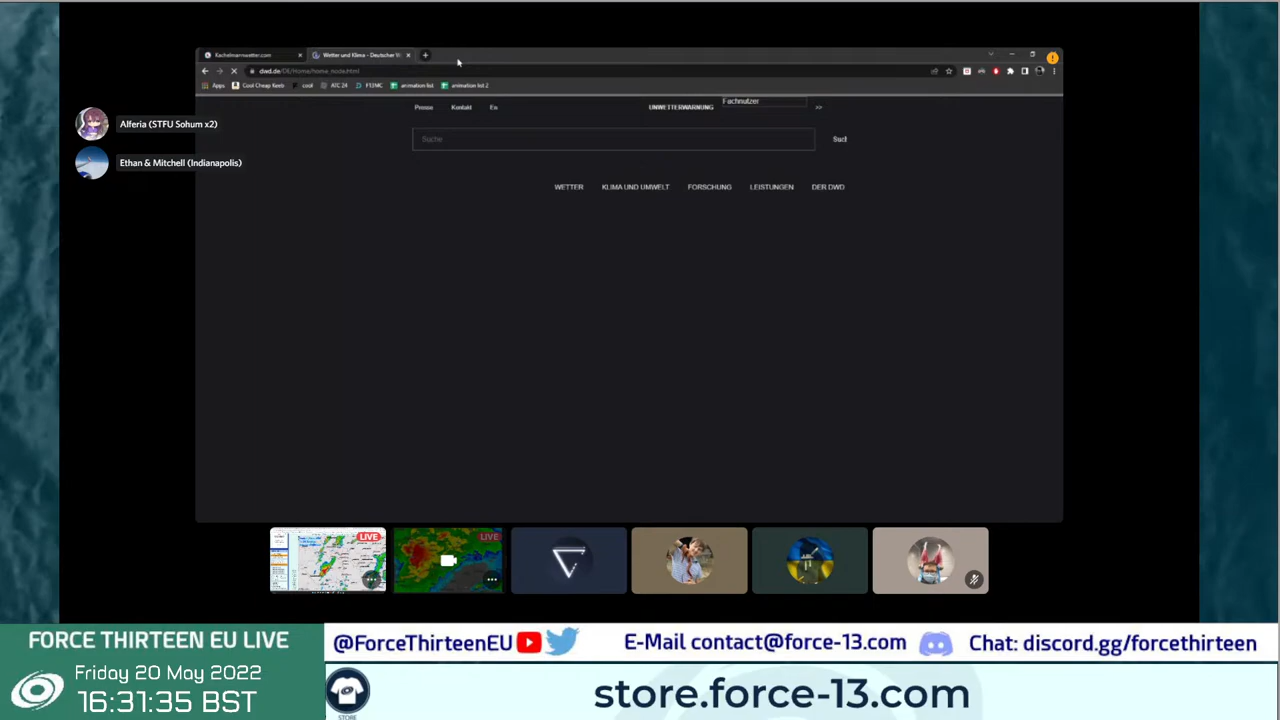 Kachelmannwetter.com
Wetter und Klima - Deutscher W
dwd.de/DE/Home/home_node.html
Apps
Cool Cheap Keeb
cool
ATC 24
F13MC
animation list
animation list 2
Presse
Kontakt
En
UNWETTERWARNUNG
Fachnutzer
>>
Suche
Sucl
WETTER
KLIMA UND UMWELT
FORSCHUNG
LEISTUNGEN
DER DWD
Alferia (STFU Sohum x2)
Ethan & Mitchell (Indianapolis)
LIVE
LIVE
FORCE THIRTEEN EU LIVE
Friday 20 May 2022
16:31:35 BST
@ForceThirteenEU
E-Mail contact@force-13.com
Chat: discord.gg/forcethirteen
STORE
store.force-13.com